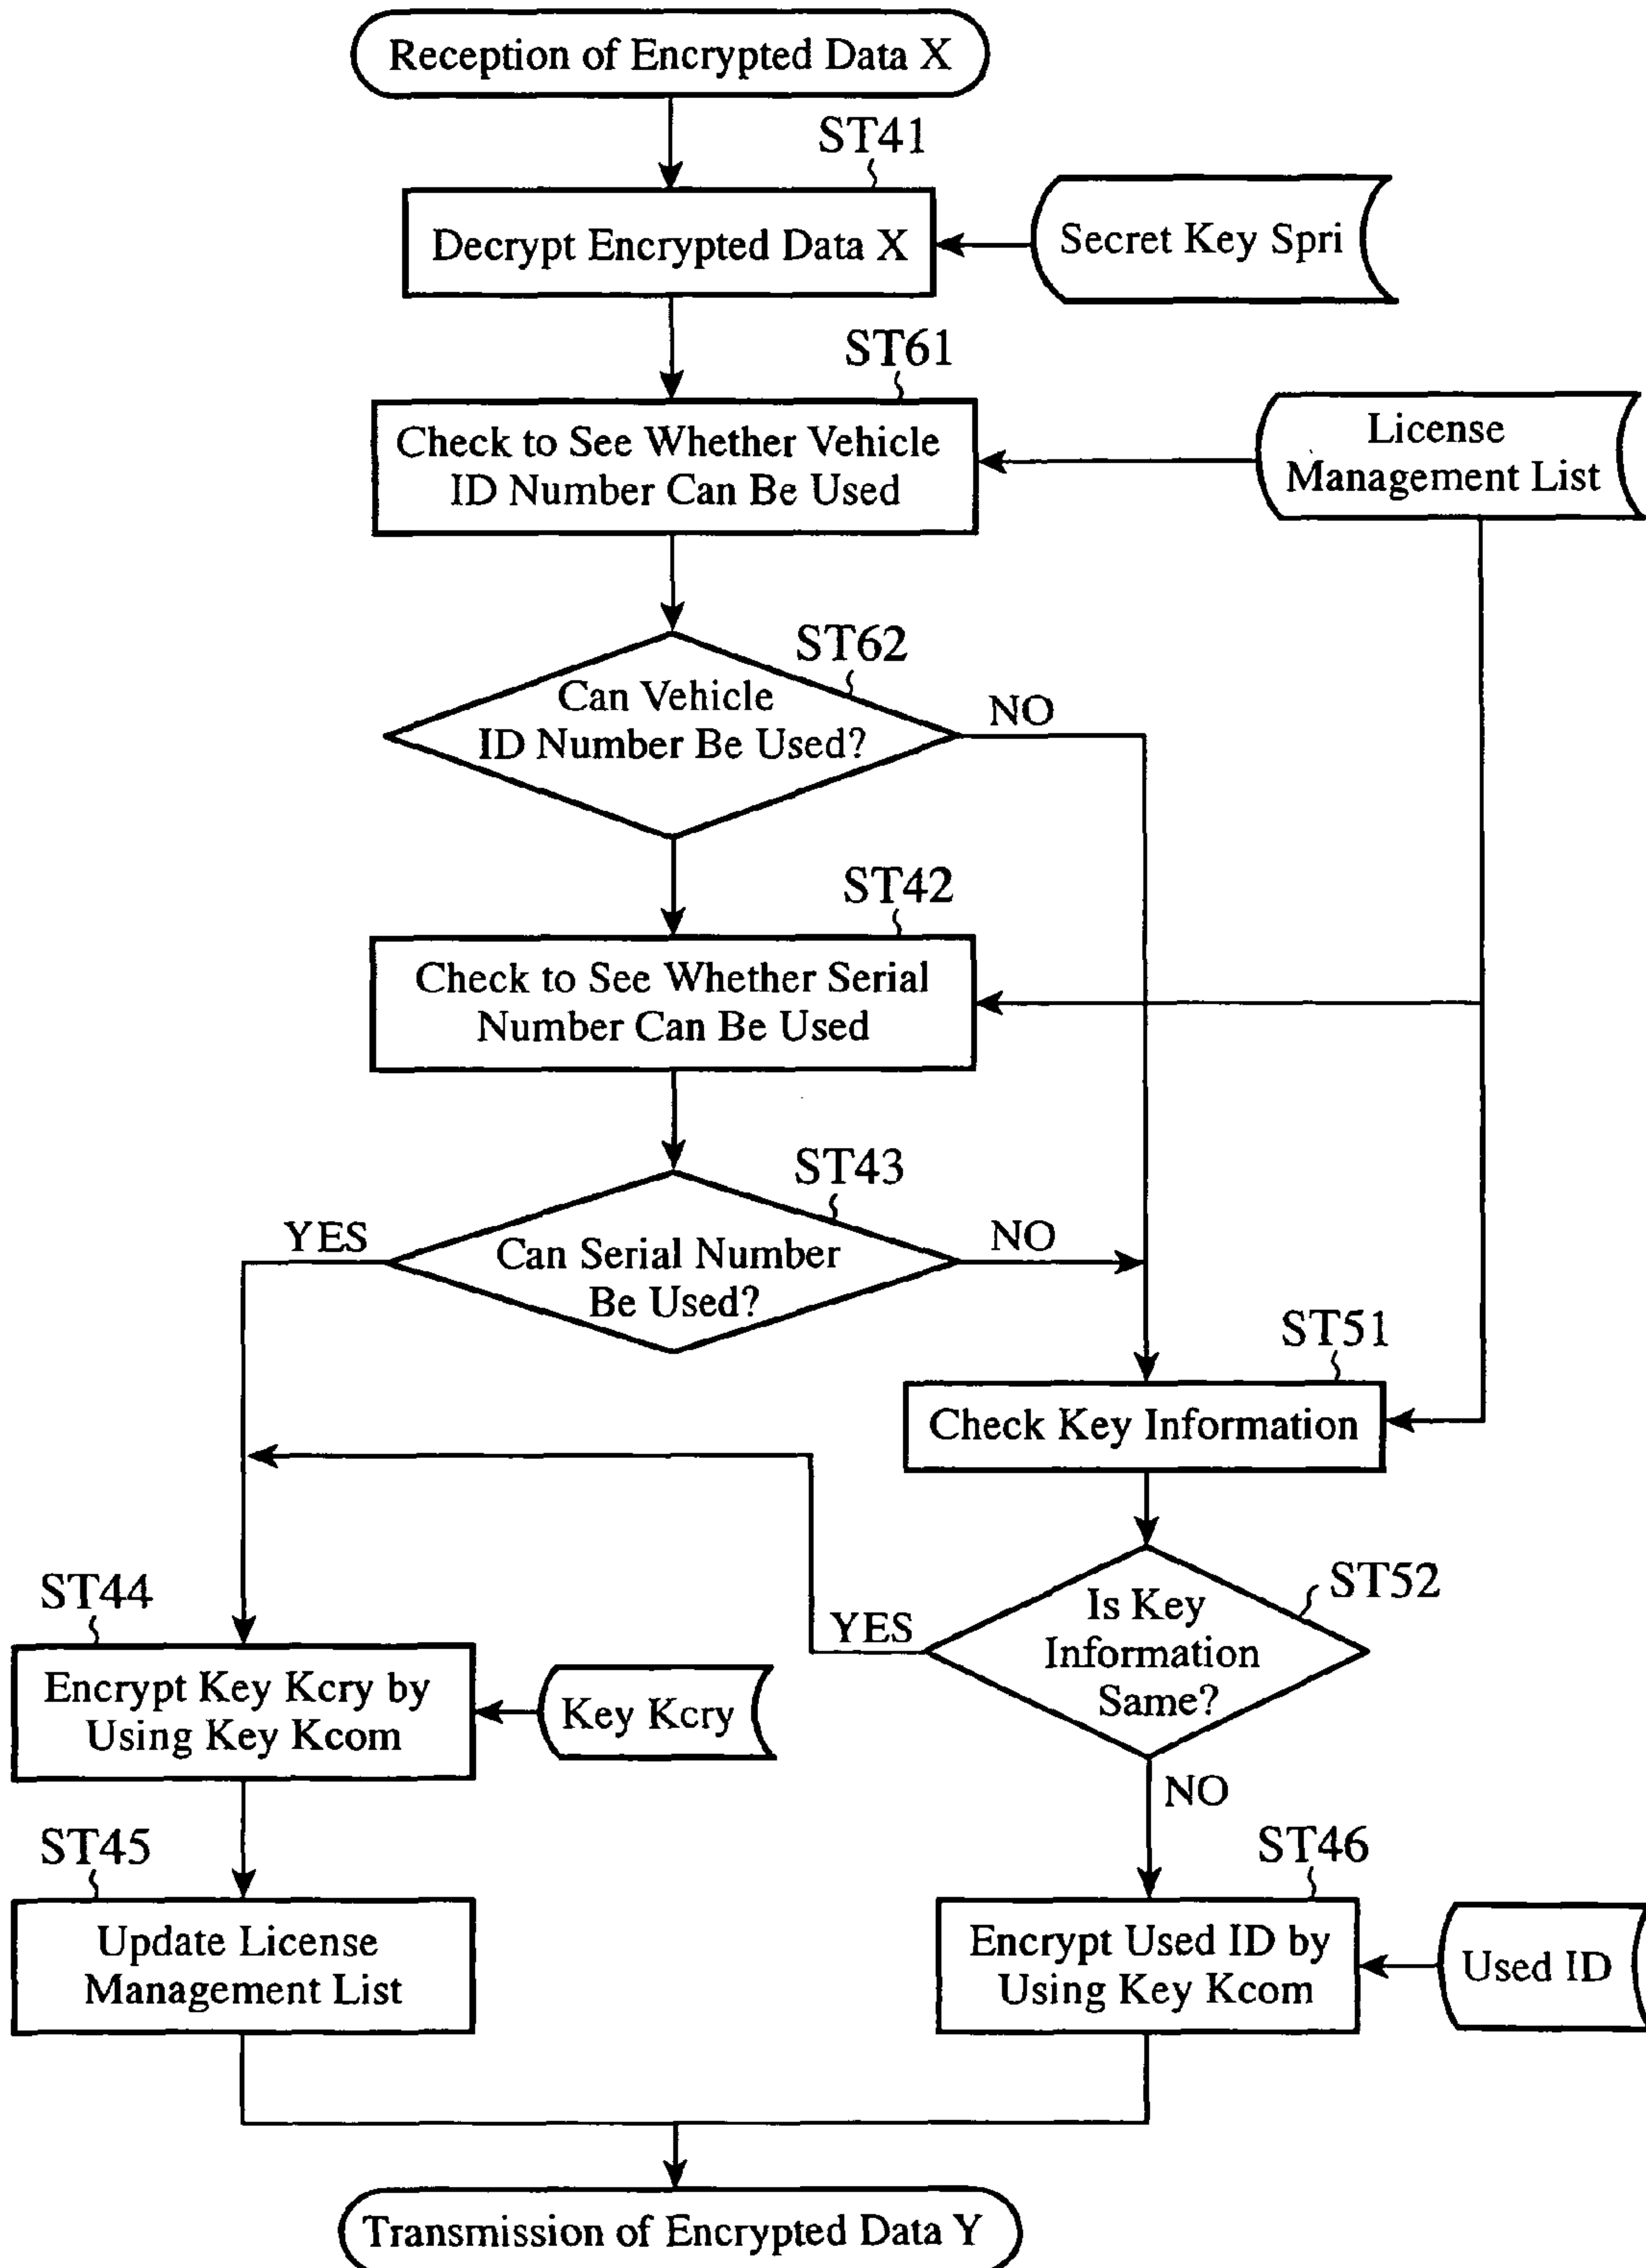 Reception of Encrypted Data X
ST41
Decrypt Encrypted Data X
Secret Key Spri
ST61
Check to See Whether Vehicle
ID Number Can Be Used
License
Management List
ST62
Can Vehicle
ID Number Be Used?
NO
ST42
Check to See Whether Serial
Number Can Be Used
ST43
YES
Can Serial Number
Be Used?
NO
ST51
Check Key Information
ST52
Is Key
Information
Same?
YES
NO
ST44
Encrypt Key Kcry by
Using Key Kcom
Key Kcry
ST45
Update License
Management List
ST46
Encrypt Used ID by
Using Key Kcom
Used ID
Transmission of Encrypted Data Y